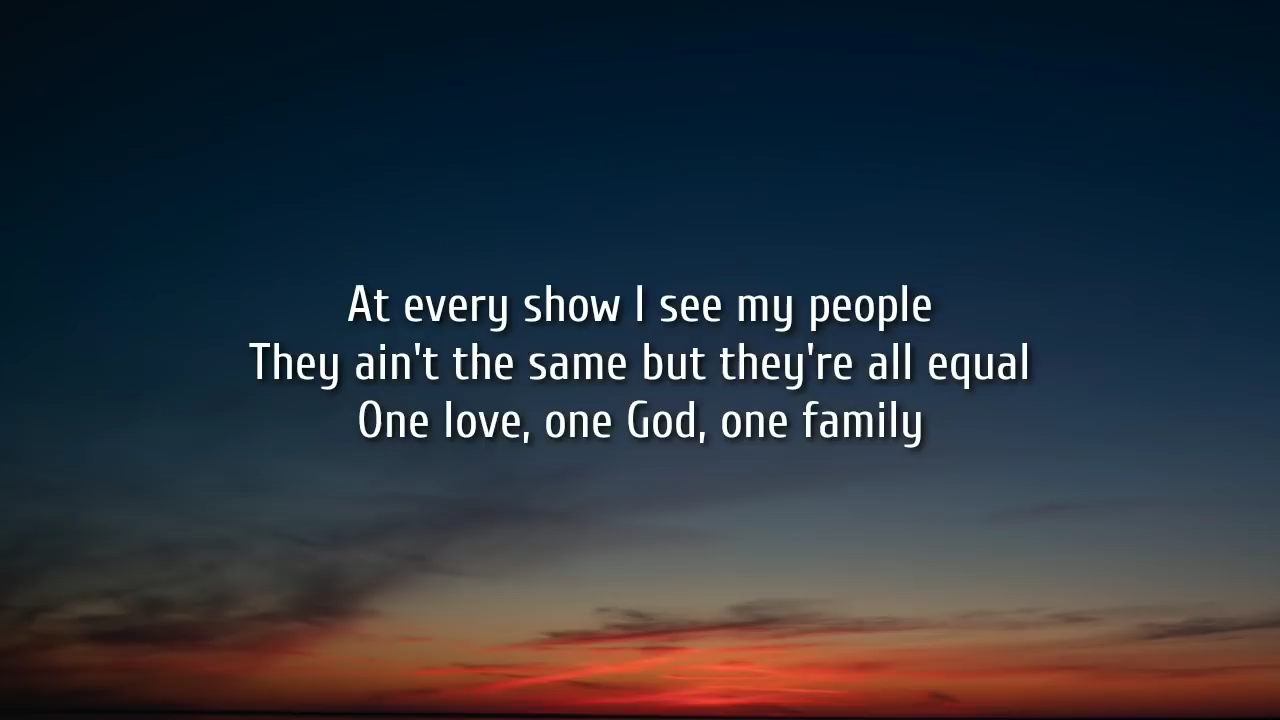 At every show I see my people
They ain't the same but they're all equal
One love, one God, one family